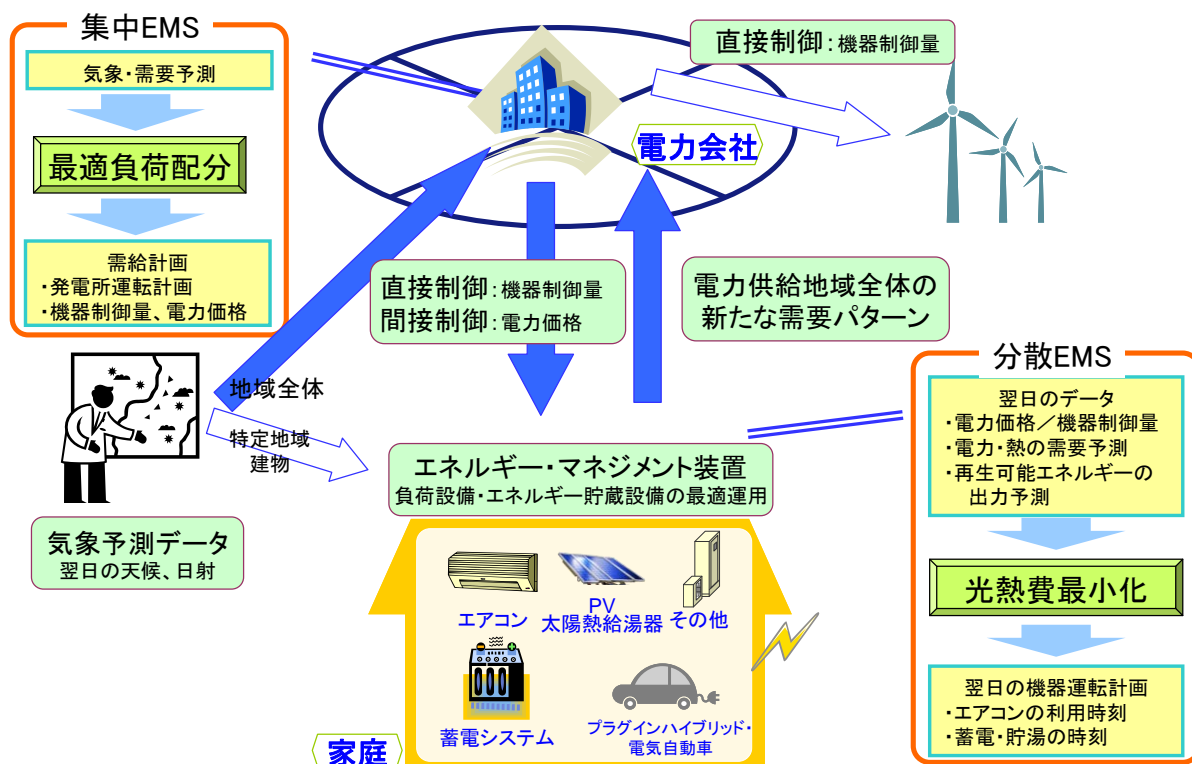 集中EMS
気象・需要予測
最適負荷配分
需給計画
・発電所運転計画
・機器制御量、電力価格
直接制御：機器制御量
電力会社
直接制御：機器制御量
間接制御：電力価格
電力供給地域全体の
新たな需要パターン
地域全体
特定地域
建物
気象予測データ
翌日の天候、日射
エネルギー・マネジメント装置
負荷設備・エネルギー貯蔵設備の最適運用
エアコン
PV
太陽熱給湯器
その他
蓄電システム
プラグインハイブリッド・
電気自動車
家庭
分散EMS
翌日のデータ
・電力価格／機器制御量
・電力・熱の需要予測
・再生可能エネルギーの
出力予測
光熱費最小化
翌日の機器運転計画
・エアコンの利用時刻
・蓄電・貯湯の時刻